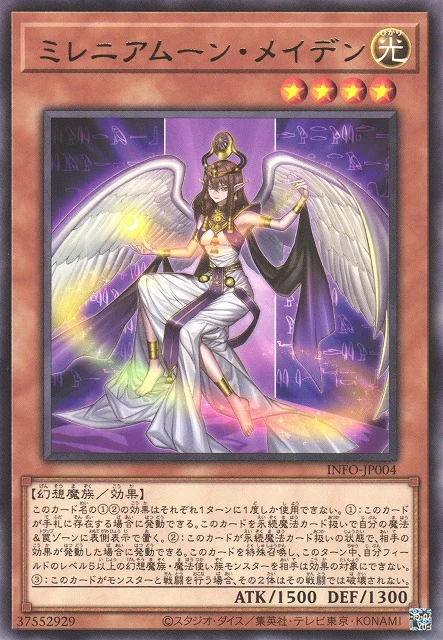 ミレニアムーン・メイデン
光
INFO-JP004
【幻想魔族／効果】
このカード名の①②の効果はそれぞれ1ターンに1度しか使用できない。①：このカード
が手札に存在する場合に発動できる。このカードを永続魔法カード扱いで自分の魔法
&罠ゾーンに表側表示で置く。②：このカードが永続魔法カード扱いの状態で、相手の
効果が発動した場合に発動できる。このカードを特殊召喚し、このターン中、自分フィー
ルドのレベル5以上の幻想魔族・魔法使い族モンスターを相手は効果の対象にできない。
③：このカードがモンスターと戦闘を行う場合、その2体はその戦闘では破壊されない。
ATK/1500 DEF/1300
37552929
©スタジオ・ダイス／集英社・テレビ東京・KONAMI